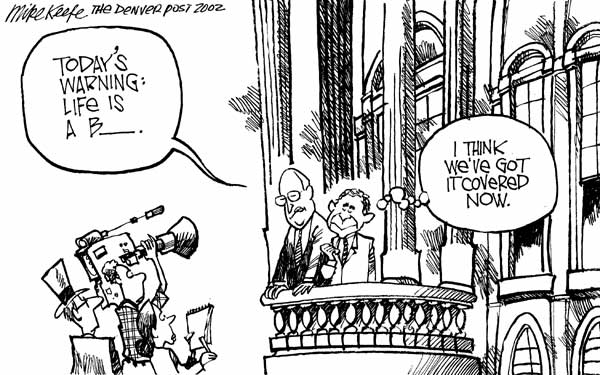 MIKE KEEFE THE DENVER POST 2002
TODAY'S
WARNING:
LIFE IS
A B___.
I THINK
WE'VE GOT
IT COVERED
NOW.